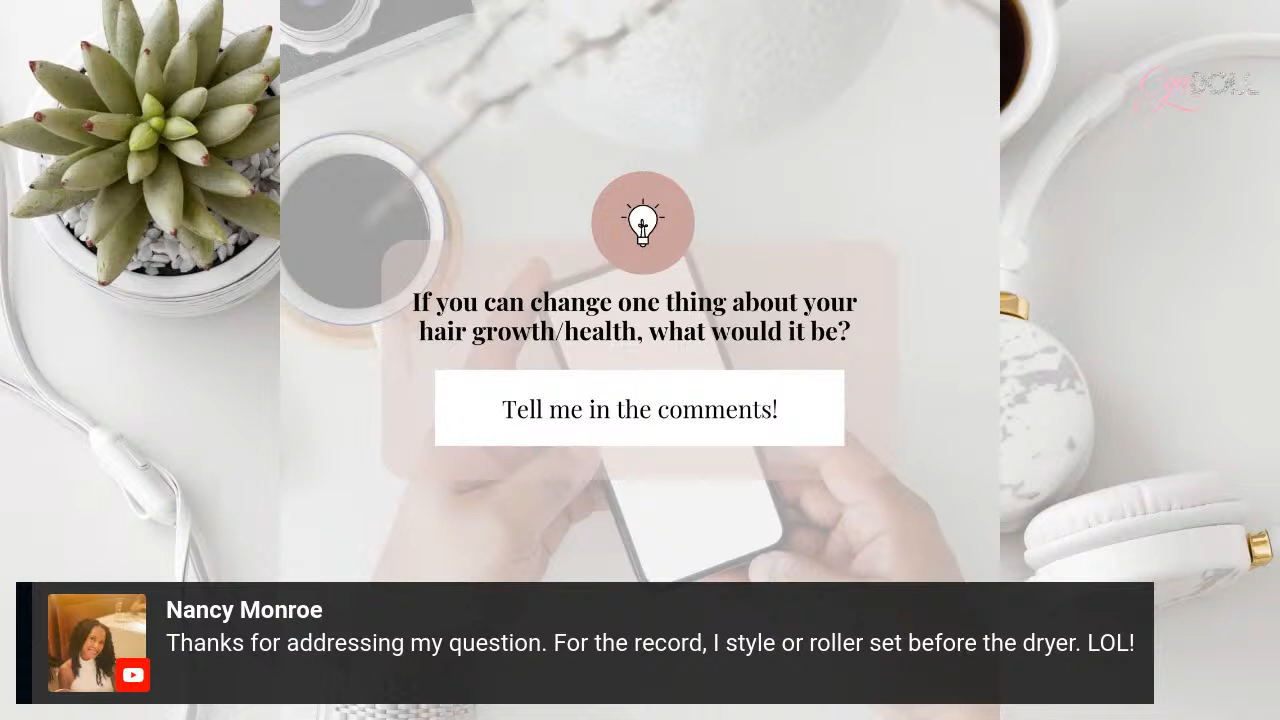 If you can change one thing about your
hair growth/health, what would it be?
Tell me in the comments!
Nancy Monroe
Thanks for addressing my question. For the record, I style or roller set before the dryer. LOL!